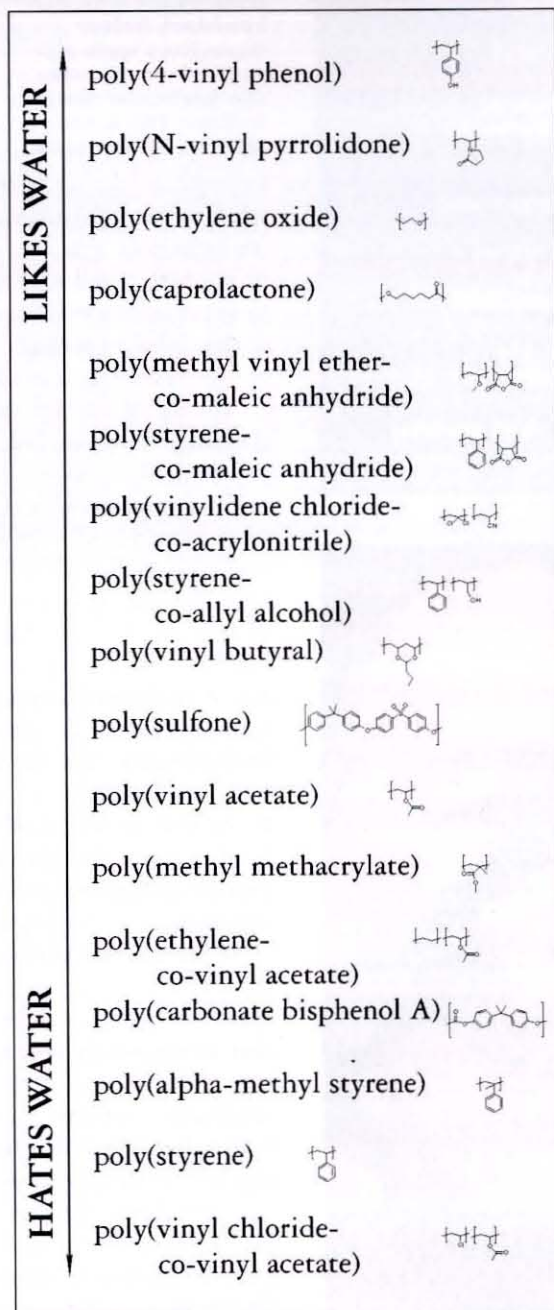 LIKES WATER
poly(4-vinyl phenol)
poly(N-vinyl pyrrolidone)
poly(ethylene oxide)
poly(caprolactone)
poly(methyl vinyl ether-
co-maleic anhydride)
poly(styrene-
co-maleic anhydride)
poly(vinylidene chloride-
co-acrylonitrile)
poly(styrene-
co-allyl alcohol)
poly(vinyl butyral)
poly(sulfone)
poly(vinyl acetate)
poly(methyl methacrylate)
poly(ethylene-
co-vinyl acetate)
poly(carbonate bisphenol A)
poly(alpha-methyl styrene)
poly(styrene)
poly(vinyl chloride-
co-vinyl acetate)
HATES WATER